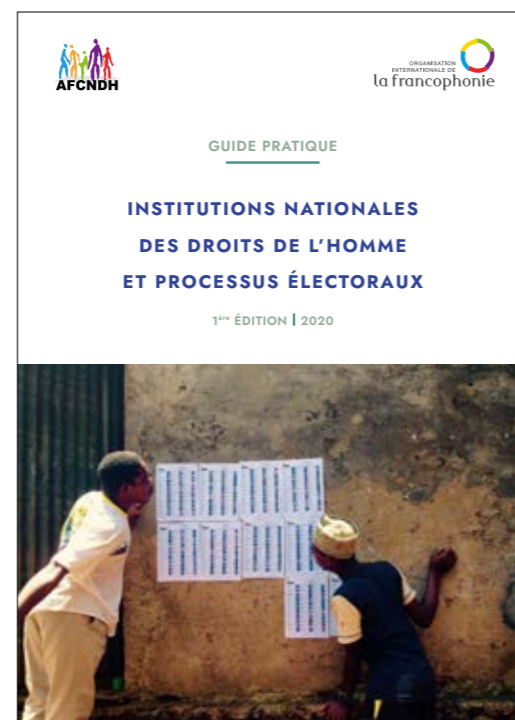 AFCNDH
ORGANISATION
INTERNATIONALE DE
la francophonie
GUIDE PRATIQUE
INSTITUTIONS NATIONALES
DES DROITS DE L’HOMME
ET PROCESSUS ÉLECTORAUX
1ère ÉDITION | 2020